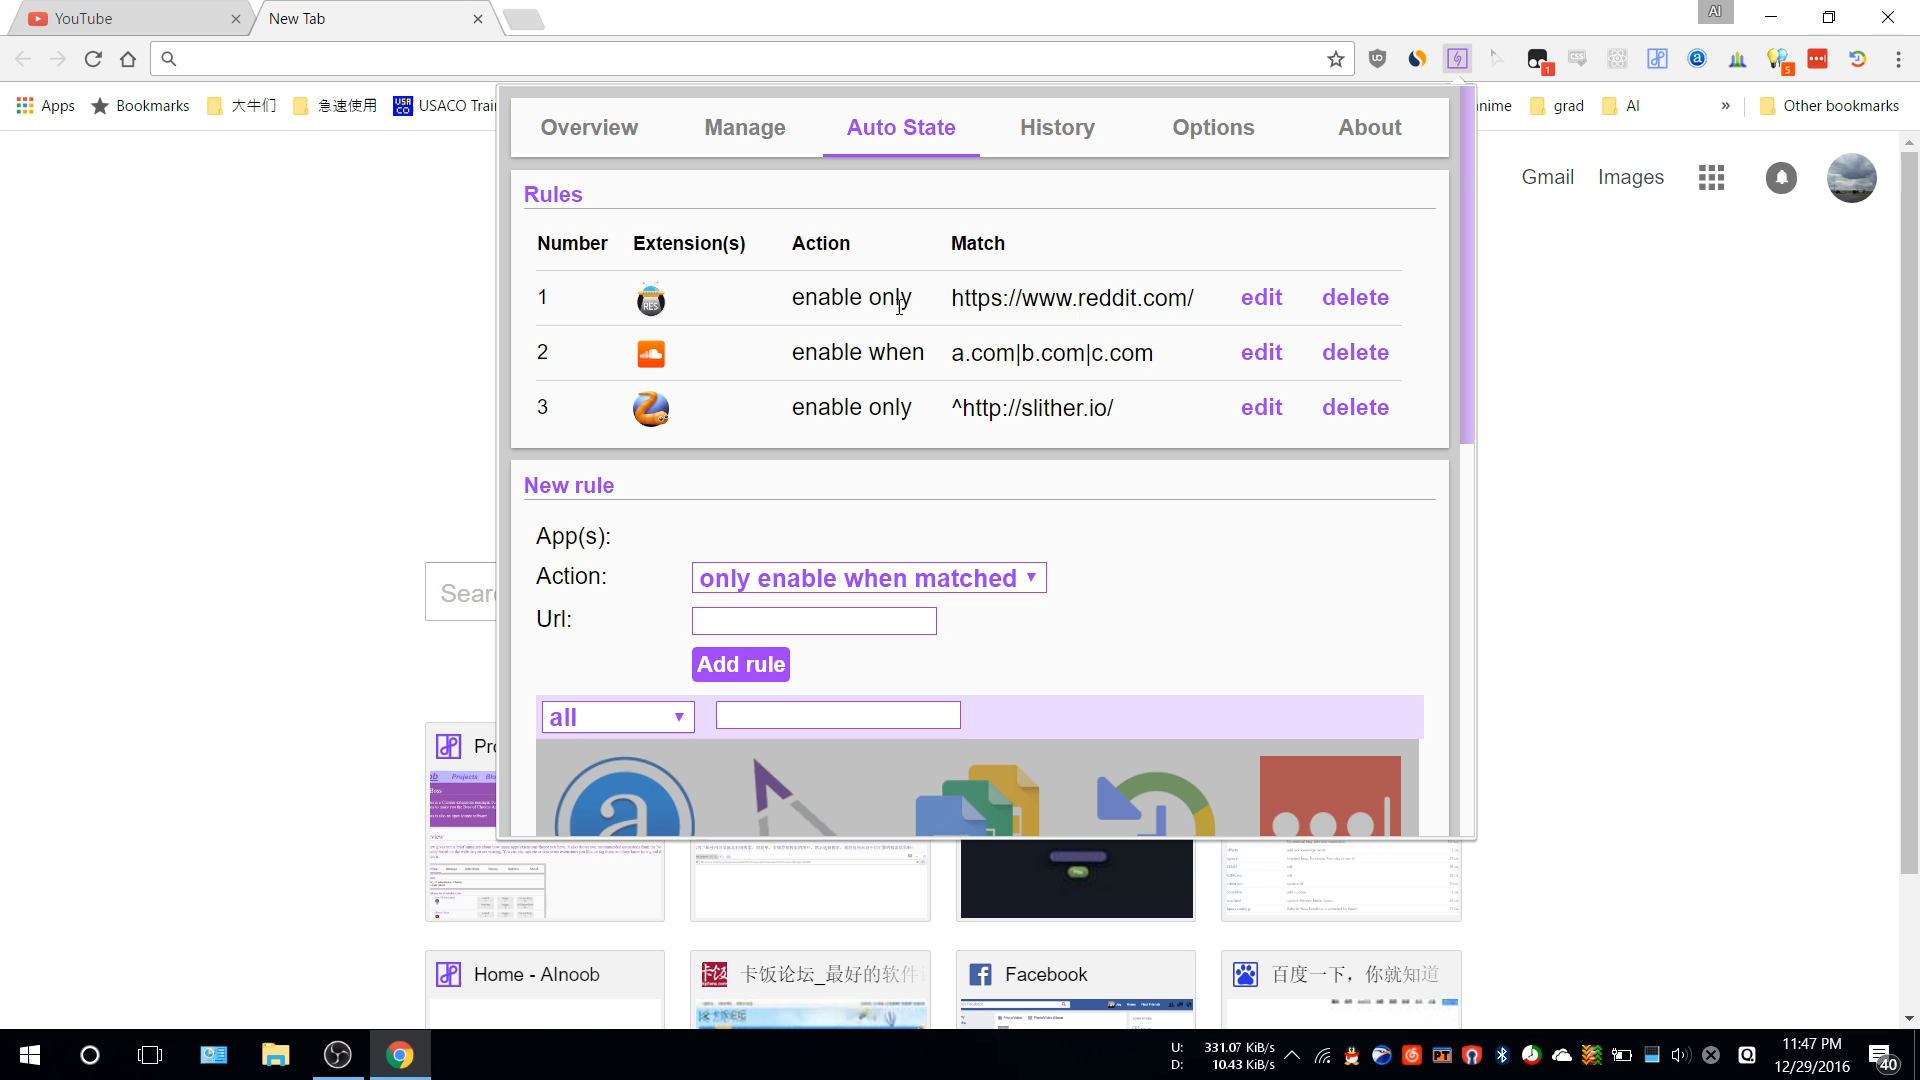 YouTube
New Tab
AI
Apps
Bookmarks
大牛们
急速使用
USACO Trai
nime
grad
AI
»
Other bookmarks
Overview
Manage
Auto State
History
Options
About
Gmail
Images
Rules
Number Extension(s) Action Match
1 RES enable only https://www.reddit.com/ edit delete
2 enable when a.com|b.com|c.com edit delete
3 enable only ^http://slither.io/ edit delete
New rule
App(s):
Action: only enable when matched
Url:
Add rule
all
Sear
Home - AInoob
卡饭论坛_最好的软件
Facebook
百度一下，你就知道
U: 331.07 KiB/s
D: 10.43 KiB/s
11:47 PM
12/29/2016
40